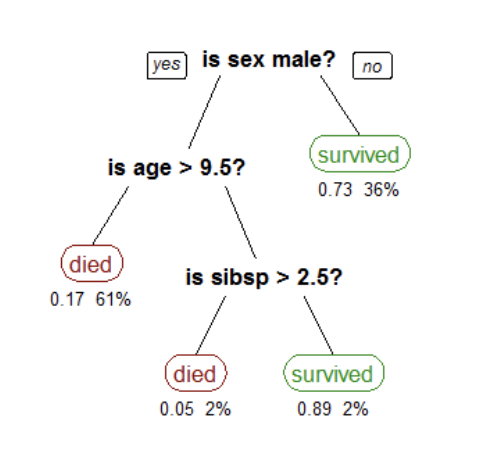 yes is sex male? no
survived
0.73 36%
is age > 9.5?
died
0.17 61%
is sibsp > 2.5?
died survived
0.05 2% 0.89 2%